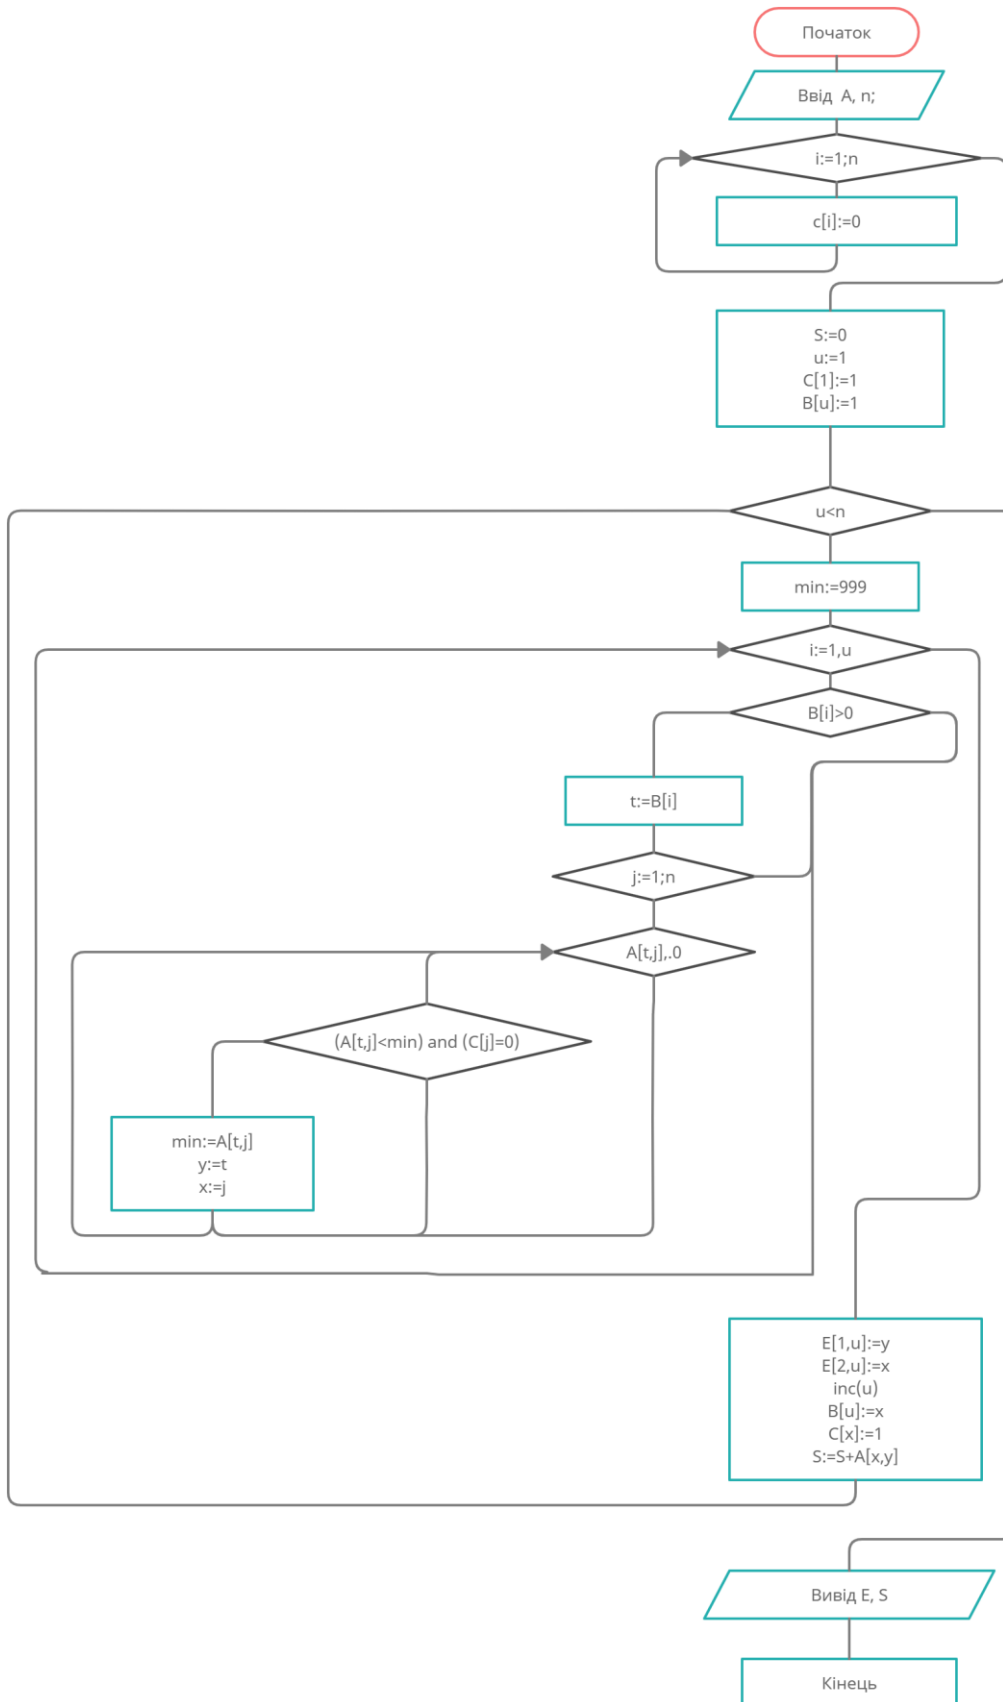 Початок
Ввід A, n;
i:=1;n
c[i]:=0
S:=0
u:=1
C[1]:=1
B[u]:=1
u<n
min:=999
i:=1,u
B[i]>0
t:=B[i]
j:=1;n
A[t,j],.0
(A[t,j]<min) and (C[j]=0)
min:=A[t,j]
y:=t
x:=j
E[1,u]:=y
E[2,u]:=x
inc(u)
B[u]:=x
C[x]:=1
S:=S+A[x,y]
Вивід E, S
Кінець